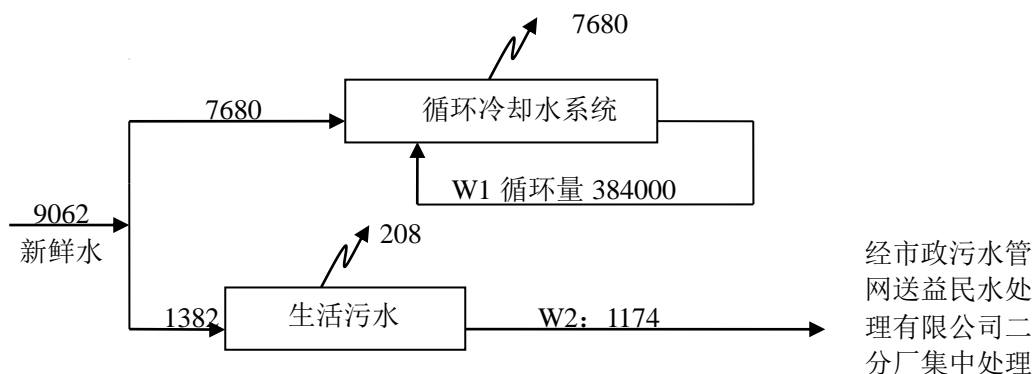 7680
7680
循环冷却水系统
W1 循环量 384000
9062
新鲜水
208
1382
生活污水
W2：1174
经市政污水管
网送益民水处
理有限公司二
分厂集中处理